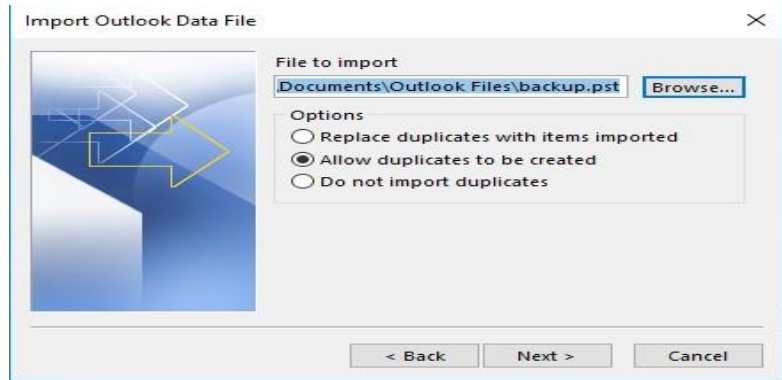 Import Outlook Data File
File to import
Documents\Outlook Files\backup.pst
Browse...
Options
Replace duplicates with items imported
Allow duplicates to be created
Do not import duplicates
< Back
Next >
Cancel